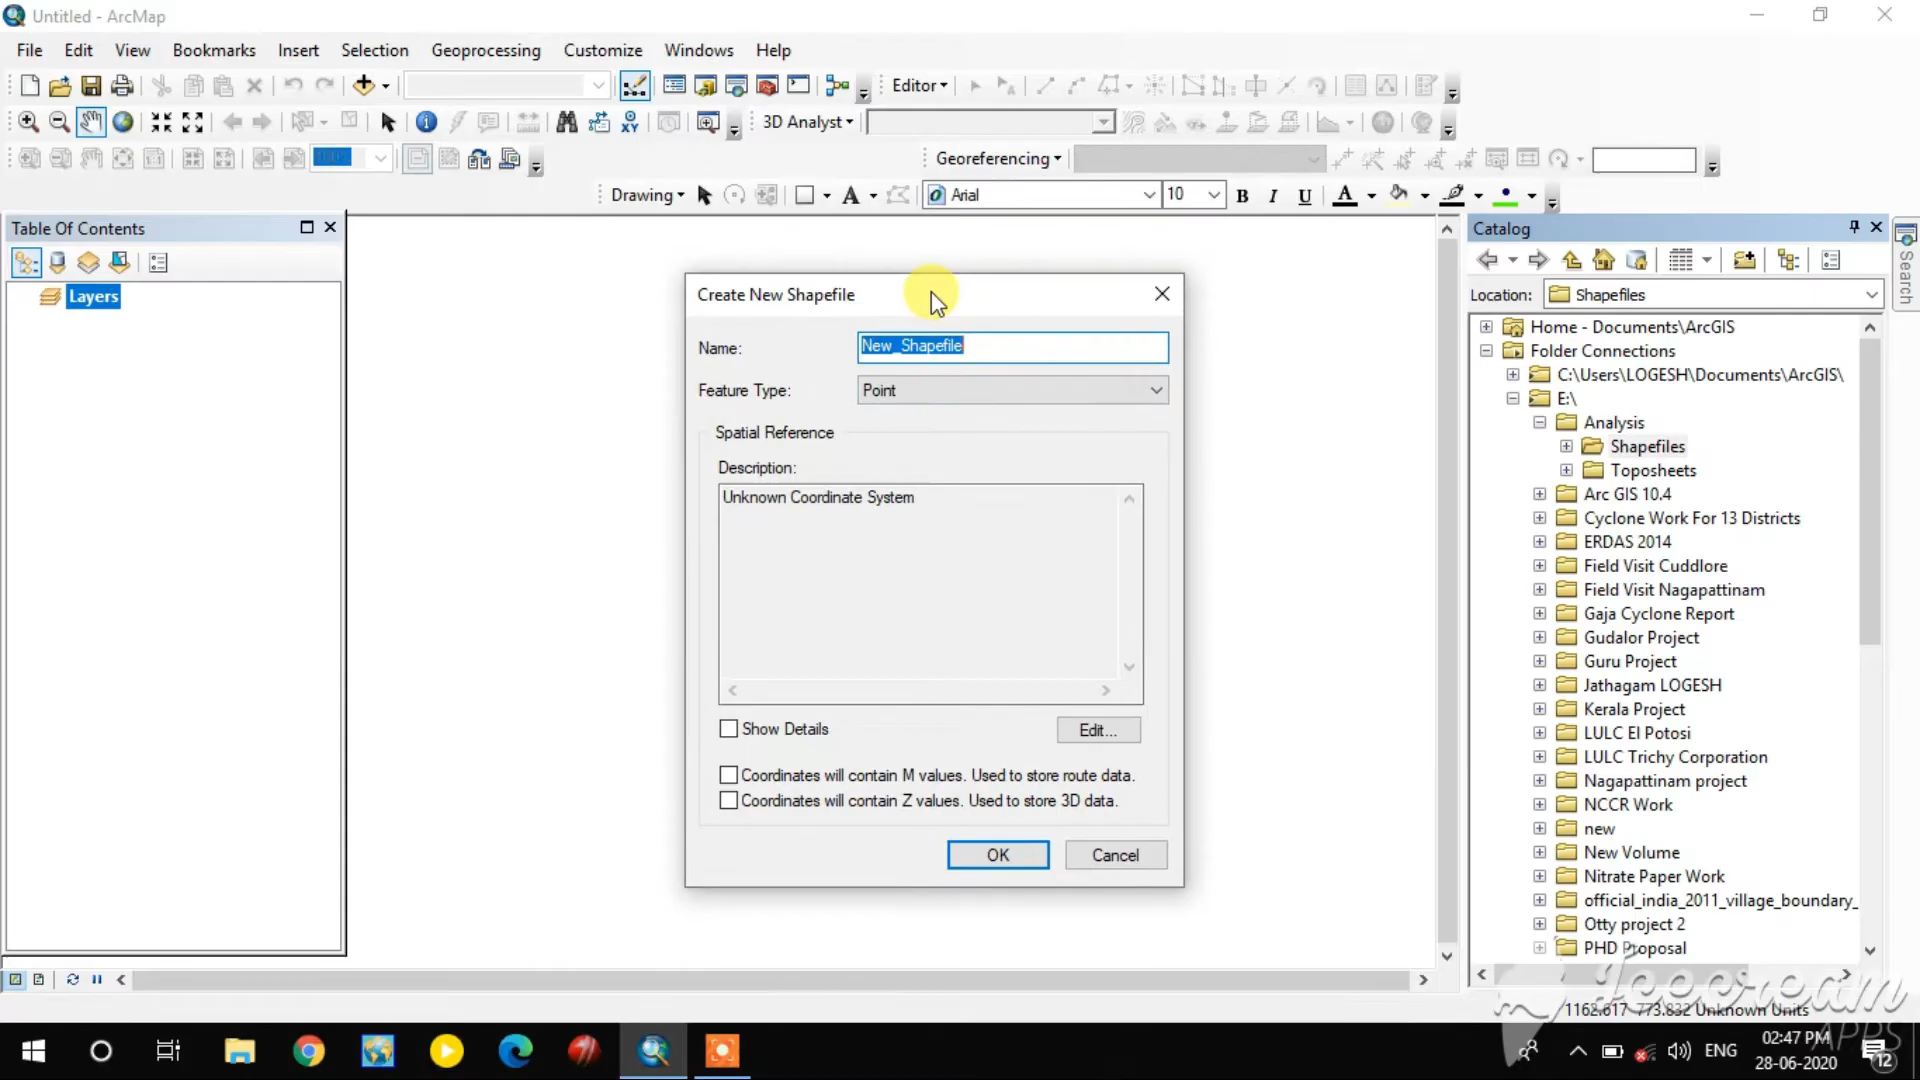 Untitled - ArcMap
File Edit View Bookmarks Insert Selection Geoprocessing Customize Windows Help
Editor
3D Analyst
Georeferencing
Drawing A Arial 10 B I U A
Table Of Contents
Layers
Create New Shapefile
Name: New_Shapefile
Feature Type: Point
Spatial Reference
Description:
Unknown Coordinate System
Show Details Edit...
Coordinates will contain M values. Used to store route data.
Coordinates will contain Z values. Used to store 3D data.
OK Cancel
Catalog
Search
Location: Shapefiles
Home - Documents\ArcGIS
Folder Connections
C:\Users\LOGESH\Documents\ArcGIS\
E:\
Analysis
Shapefiles
Toposheets
Arc GIS 10.4
Cyclone Work For 13 Districts
ERDAS 2014
Field Visit Cuddlore
Field Visit Nagapattinam
Gaja Cyclone Report
Gudalor Project
Guru Project
Jathagam LOGESH
Kerala Project
LULC El Potosi
LULC Trichy Corporation
Nagapattinam project
NCCR Work
new
New Volume
Nitrate Paper Work
official_india_2011_village_boundary_
Otty project 2
PHD Proposal
1162.617 -773.832 Unknown Units
Icecream
APPS
ENG
02:47 PM
28-06-2020
12